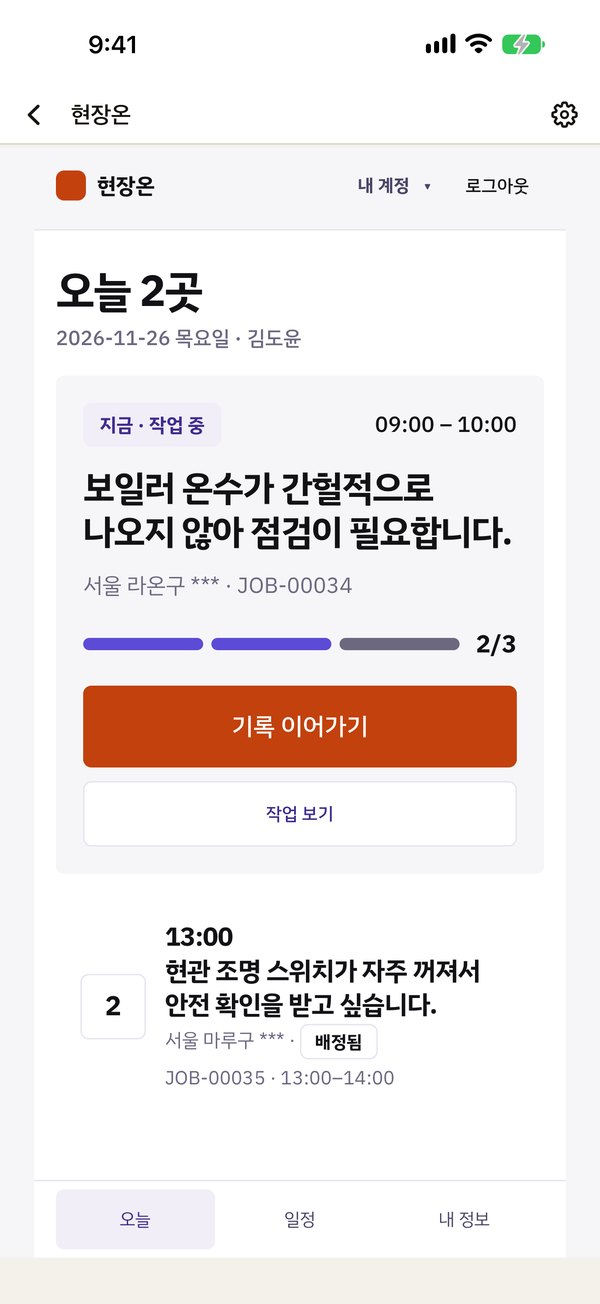 9:41
현장온
현장온
내 계정 ▾ 로그아웃
오늘 2곳
2026-11-26 목요일 · 김도윤
지금 · 작업 중 09:00 – 10:00
보일러 온수가 간헐적으로
나오지 않아 점검이 필요합니다.
서울 라온구 *** · JOB-00034
2/3
기록 이어가기
작업 보기
13:00
현관 조명 스위치가 자주 꺼져서
2 안전 확인을 받고 싶습니다.
서울 마루구 *** · 배정됨
JOB-00035 · 13:00–14:00
오늘 일정 내 정보